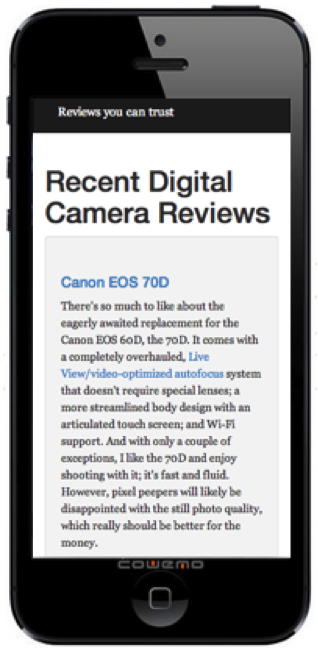 Reviews you can trust
Recent Digital
Camera Reviews
Canon EOS 70D
There's so much to like about the
eagerly awaited replacement for the
Canon EOS 60D, the 70D. It comes with
a completely overhauled, Live
View/video-optimized autofocus system
that doesn't require special lenses; a
more streamlined body design with an
articulated touch screen; and Wi-Fi
support. And with only a couple of
exceptions, I like the 70D and enjoy
shooting with it; it's fast and fluid.
However, pixel peepers will likely be
disappointed with the still photo quality,
which really should be better for the
money.
COWEMO